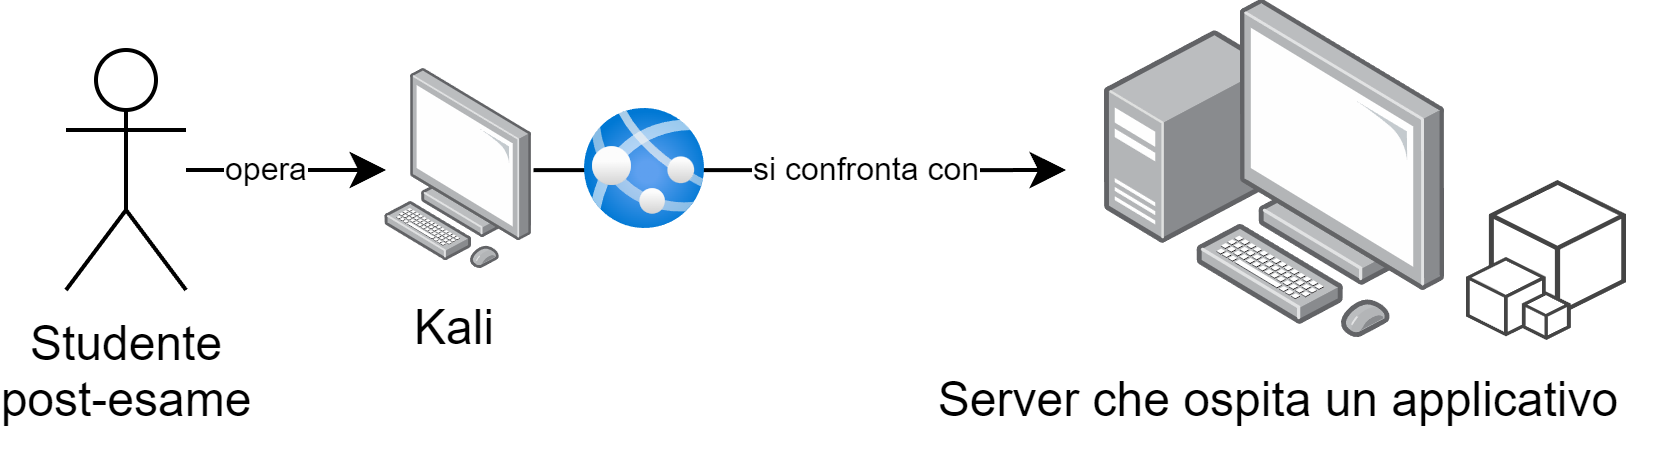 opera
si confronta con
Kali
Studente
post-esame
Server che ospita un applicativo